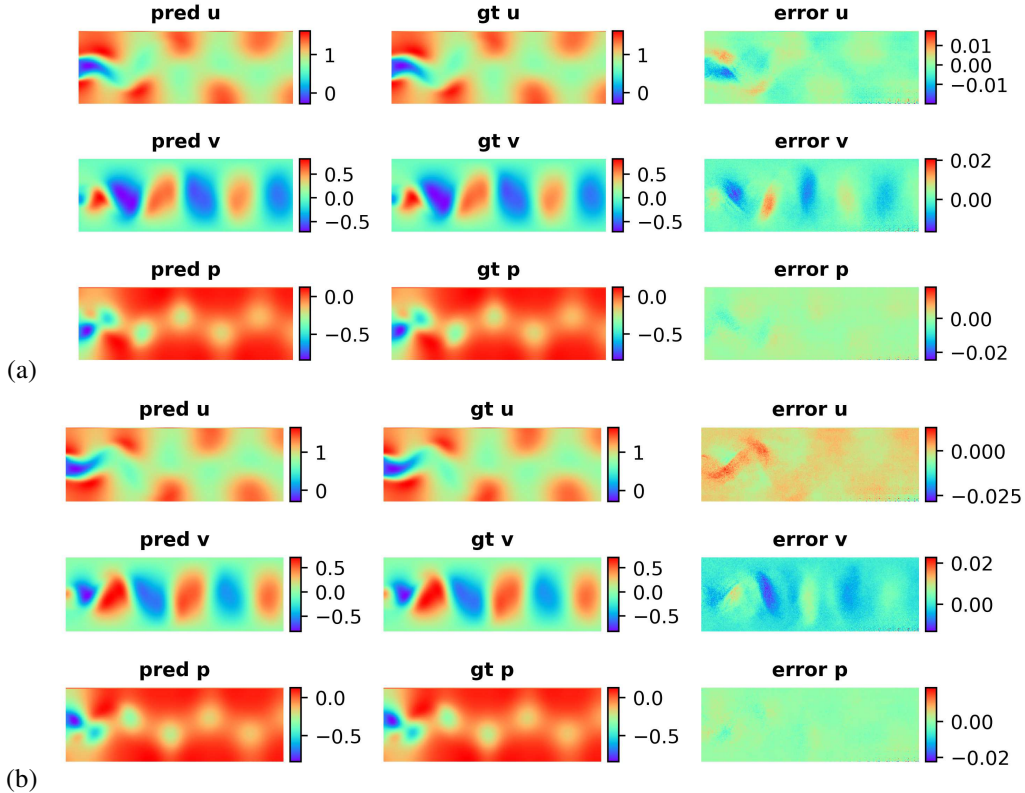 pred u gt u error u
1 0 1 0 0.01 0.00 −0.01
pred v gt v error v
0.5 0.0 −0.5 0.5 0.0 −0.5 0.02 0.00
pred p gt p error p
0.0 −0.5 0.0 −0.5 0.00 −0.02
(a)
pred u gt u error u
1 0 1 0 0.000 −0.025
pred v gt v error v
0.5 0.0 −0.5 0.5 0.0 −0.5 0.02 0.00
pred p gt p error p
0.0 −0.5 0.0 −0.5 0.00 −0.02
(b)